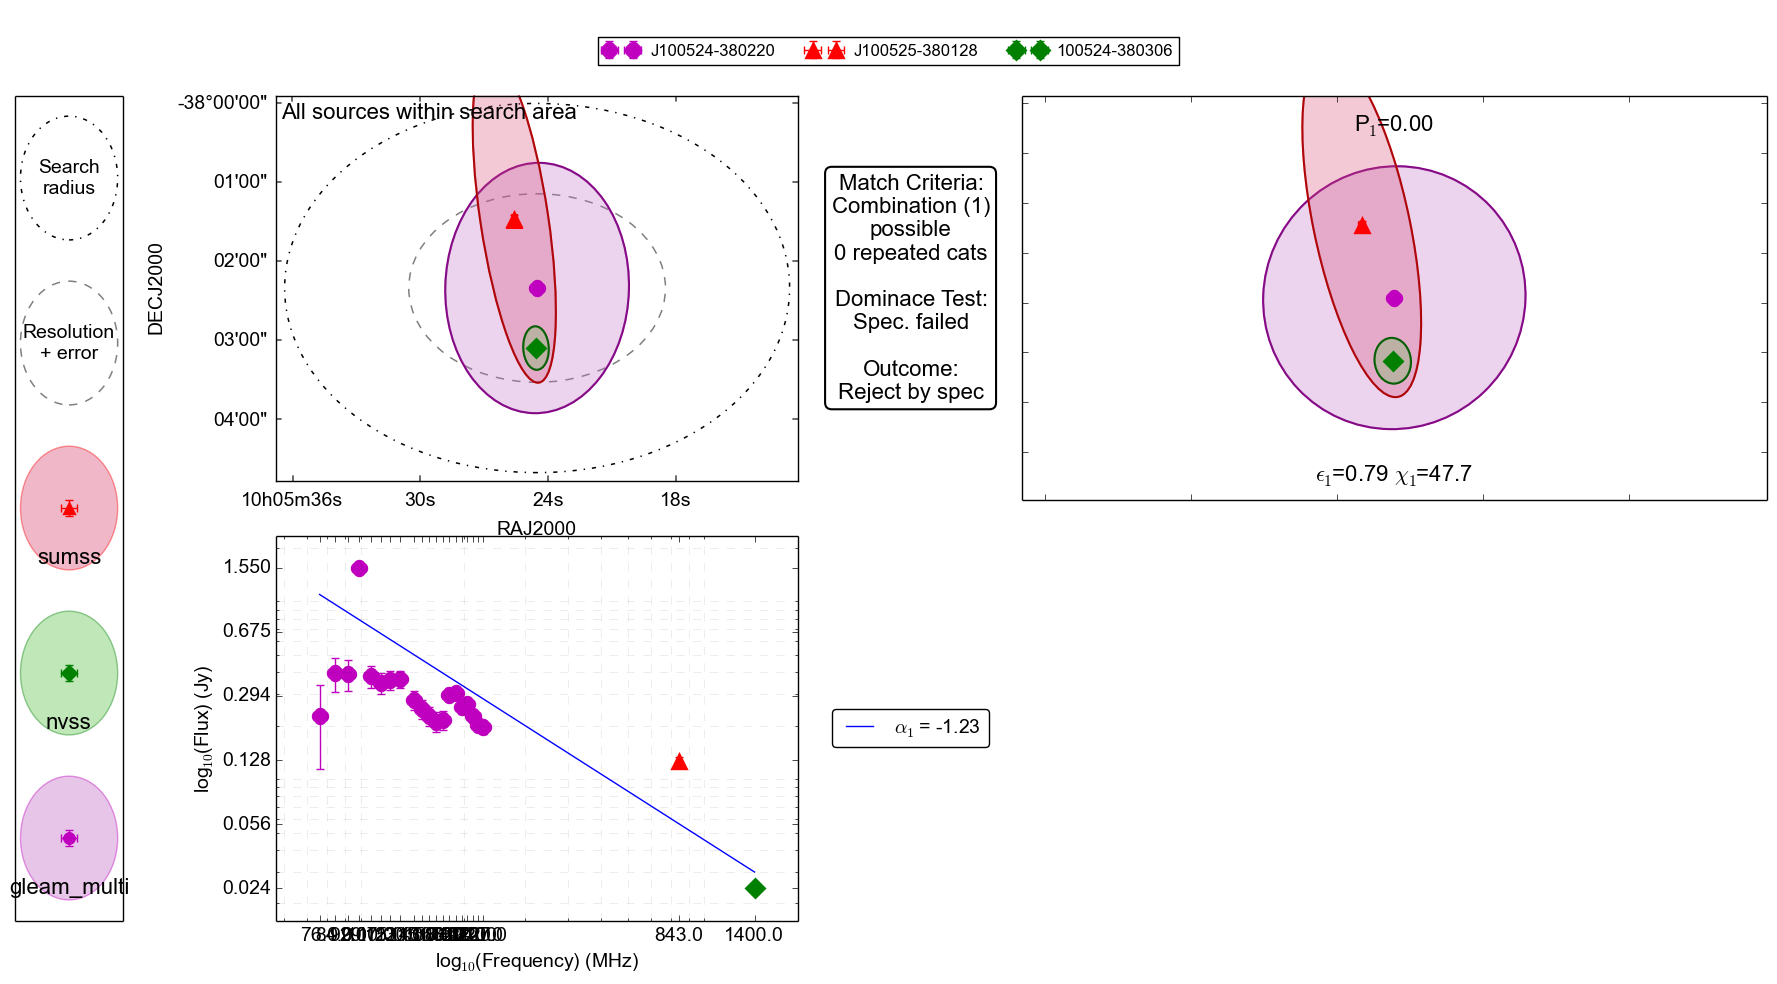 J100524-380220 J100525-380128 100524-380306
Search
radius
Resolution
+ error
sumss
nvss
gleam_multi
All sources within search area
-38°00'00"
01'00"
02'00"
03'00"
04'00"
DECJ2000
10h05m36s 30s 24s 18s
RAJ2000
Match Criteria:
Combination (1)
possible
0 repeated cats
Dominace Test:
Spec. failed
Outcome:
Reject by spec
P1=0.00
ϵ1=0.79 χ1=47.7
1.550
0.675
0.294
0.128
0.056
0.024
log10(Flux) (Jy)
843.0 1400.0
log10(Frequency) (MHz)
α1 = -1.23